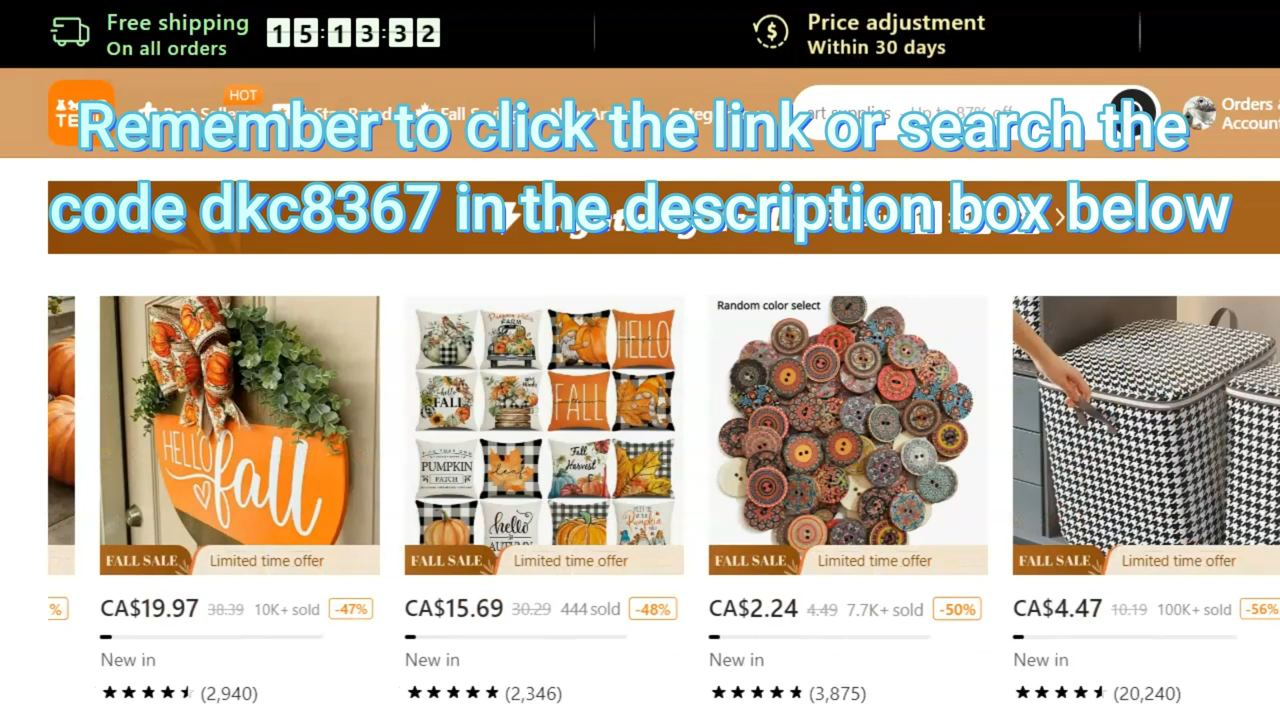 Free shipping
On all orders
15:13:32
Price adjustment
Within 30 days
HOT
Orders
Account
Remember to click the link or search the
code dkc8367 in the description box below
Random color select
HELLO
fall
HELLO
hello
FALL
FALL
PUMPKIN
PATCH
Fall
Harvest
hello
AUTUMN
FALL SALE Limited time offer
FALL SALE Limited time offer
FALL SALE Limited time offer
FALL SALE Limited time offer
%
CA$19.97 38.39 10K+ sold -47%
CA$15.69 30.29 444 sold -48%
CA$2.24 4.49 7.7K+ sold -50%
CA$4.47 10.19 100K+ sold -56%
New in
New in
New in
New in
(2,940)
(2,346)
(3,875)
(20,240)